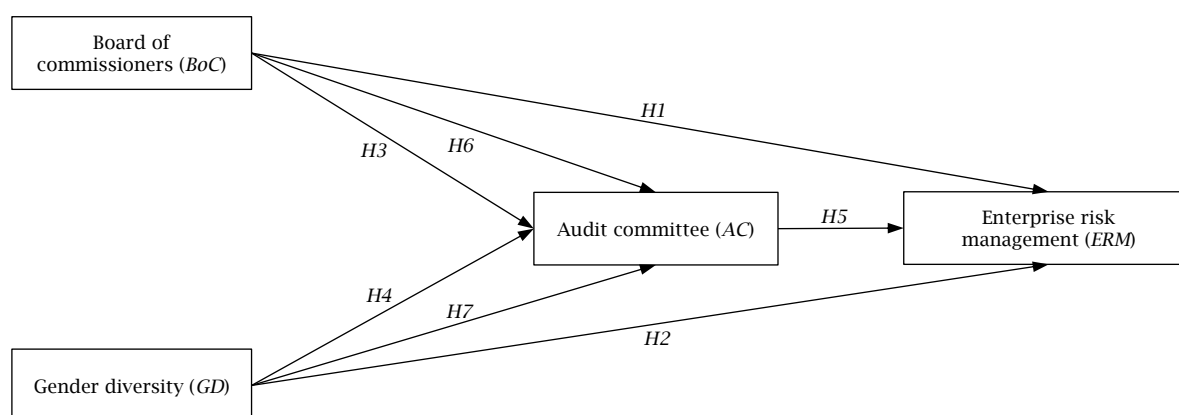 Board of
commissioners (BoC)
H1
H3
H6
Audit committee (AC)
H5
Enterprise risk
management (ERM)
H4
H7
H2
Gender diversity (GD)